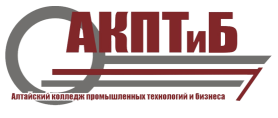 АКПТиБ
Алтайский колледж промышленных технологий и бизнеса